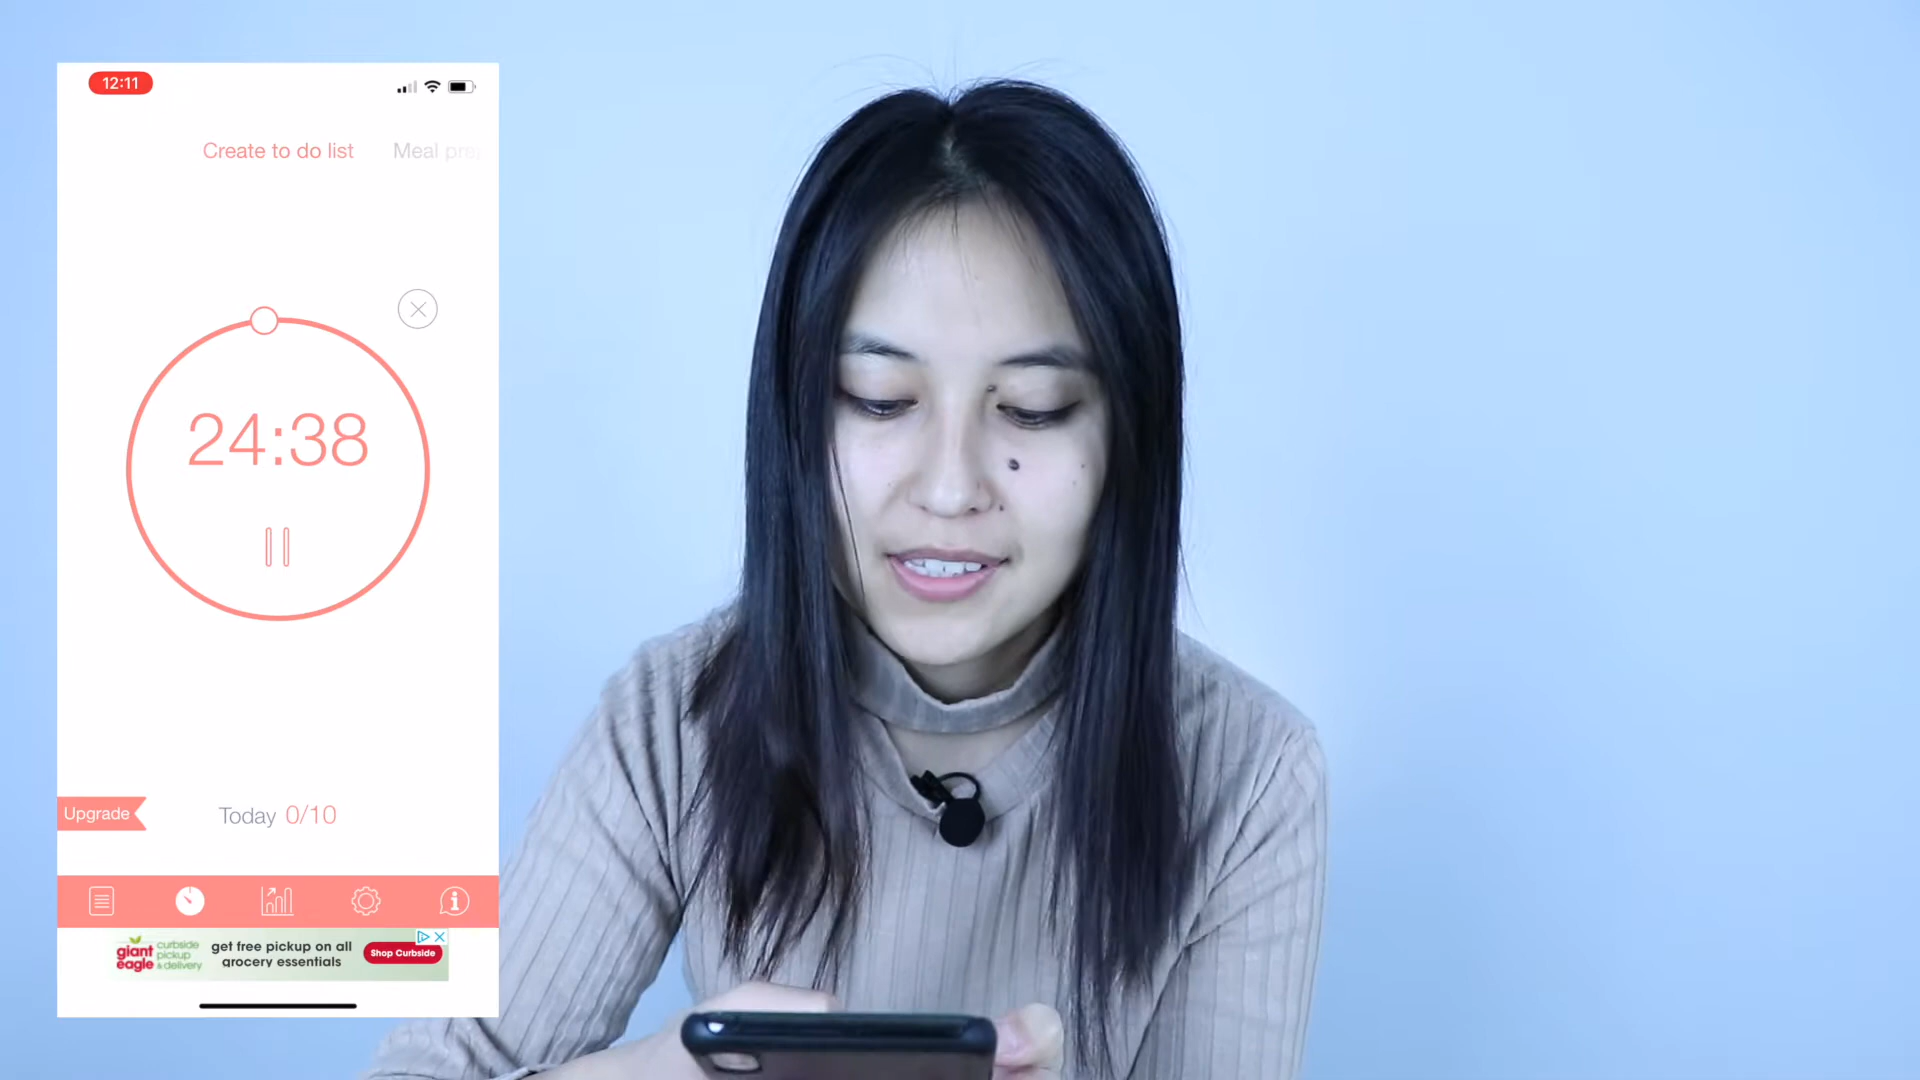 12:11
Create to do list
Meal prep
24:38
Upgrade
Today 0/10
giant eagle
curbside pickup & delivery
get free pickup on all grocery essentials
Shop Curbside